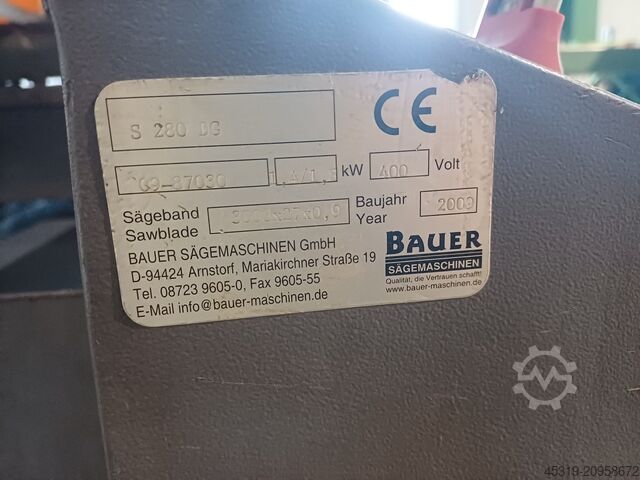 S 280 DG
CE
09-87030
kW 400 Volt
Sägeband
Sawblade
Baujahr
Year
2009
BAUER SÄGEMASCHINEN GmbH
D-94424 Arnstorf, Mariakirchner Straße 19
Tel. 08723 9605-0, Fax 9605-55
E-Mail info@bauer-maschinen.de
BAUER
SÄGEMASCHINEN
Qualität, die Vertrauen schafft!
www.bauer-maschinen.de
45319-20958672